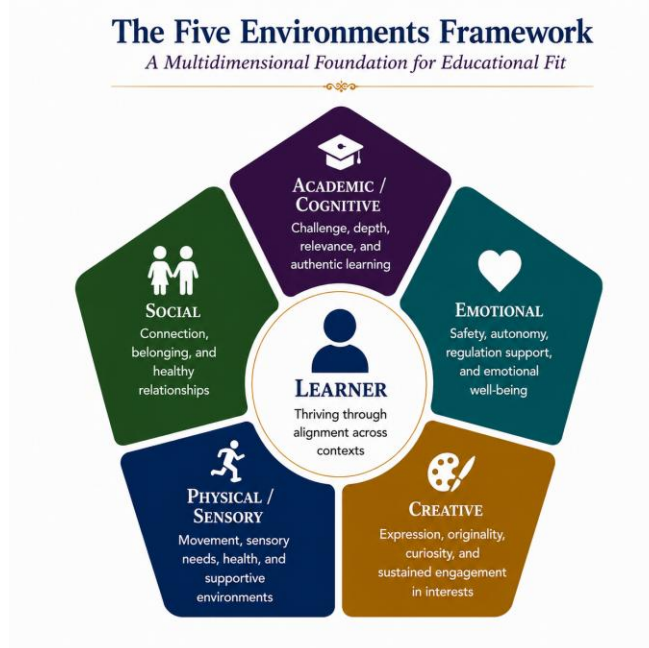 The Five Environments Framework
A Multidimensional Foundation for Educational Fit
ACADEMIC /
COGNITIVE
Challenge, depth,
relevance, and
authentic learning
SOCIAL
Connection,
belonging, and
healthy
relationships
EMOTIONAL
Safety, autonomy,
regulation support,
and emotional
well-being
LEARNER
Thriving through
alignment across
contexts
PHYSICAL /
SENSORY
Movement, sensory
needs, health, and
supportive
environments
CREATIVE
Expression, originality,
curiosity, and
sustained engagement
in interests